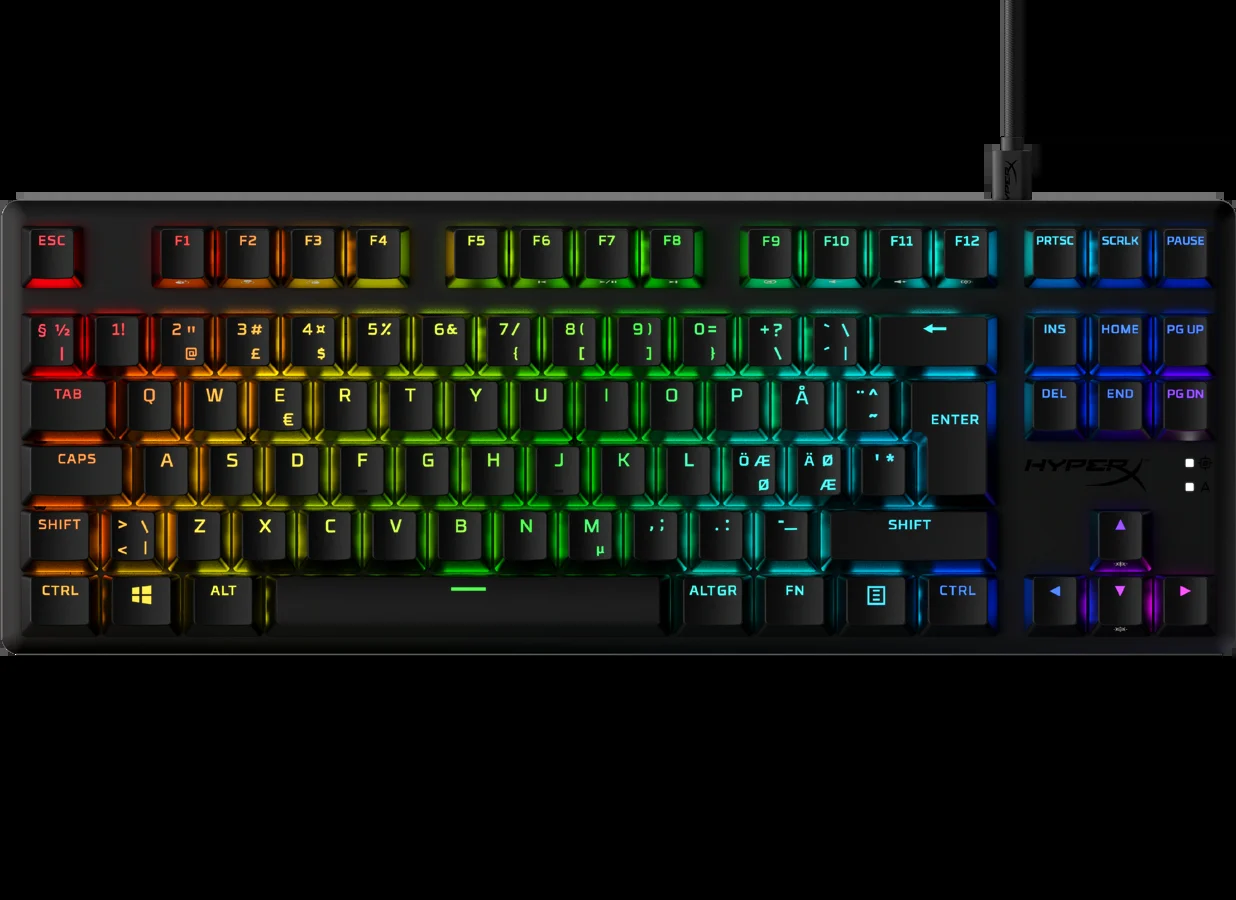 ESC F1 F2 F3 F4 F5 F6 F7 F8 F9 F10 F11 F12 PRTSC SCRLK PAUSE
§ ½ 1! 2 " 3 # 4 ¤ 5 % 6 & 7 / 8 ( 9 ) 0 = + ? ` \ ← INS HOME PG UP
| @ £ $ { [ ] } \ ´ |
TAB Q W E R T Y U I O P Å ¨ ^ ENTER DEL END PG DN
€ ~
CAPS A S D F G H J K L Ö Æ Ä Ø ' * HYPERX
Ø Æ A
SHIFT > \ Z X C V B N M , ; . : - _ SHIFT ▲
< | µ
CTRL ALT ALTGR FN CTRL ◄ ▼ ►